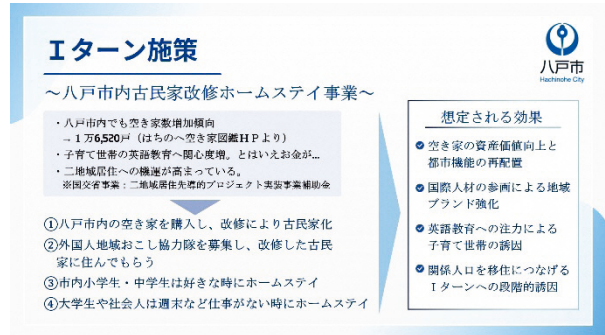 Iターン施策
八戸市
Hachinohe City
～八戸市内古民家改修ホームステイ事業～
・八戸市内でも空き家数増加傾向
→１万6,520戸（はちのへ空き家図鑑ＨＰより）
・子育て世帯の英語教育へ関心度増。とはいえお金が…
・二地域居住への機運が高まっている。
※国交省事業：二地域居住先導的プロジェクト実装事業補助金
①八戸市内の空き家を購入し、改修により古民家化
②外国人地域おこし協力隊を募集し、改修した古民
家に住んでもらう
③市内小学生・中学生は好きな時にホームステイ
④大学生や社会人は週末など仕事がない時にホームステイ
想定される効果
空き家の資産価値向上と
都市機能の再配置
国際人材の参画による地域
ブランド強化
英語教育への注力による
子育て世帯の誘因
関係人口を移住につなげる
Ｉターンへの段階的誘因